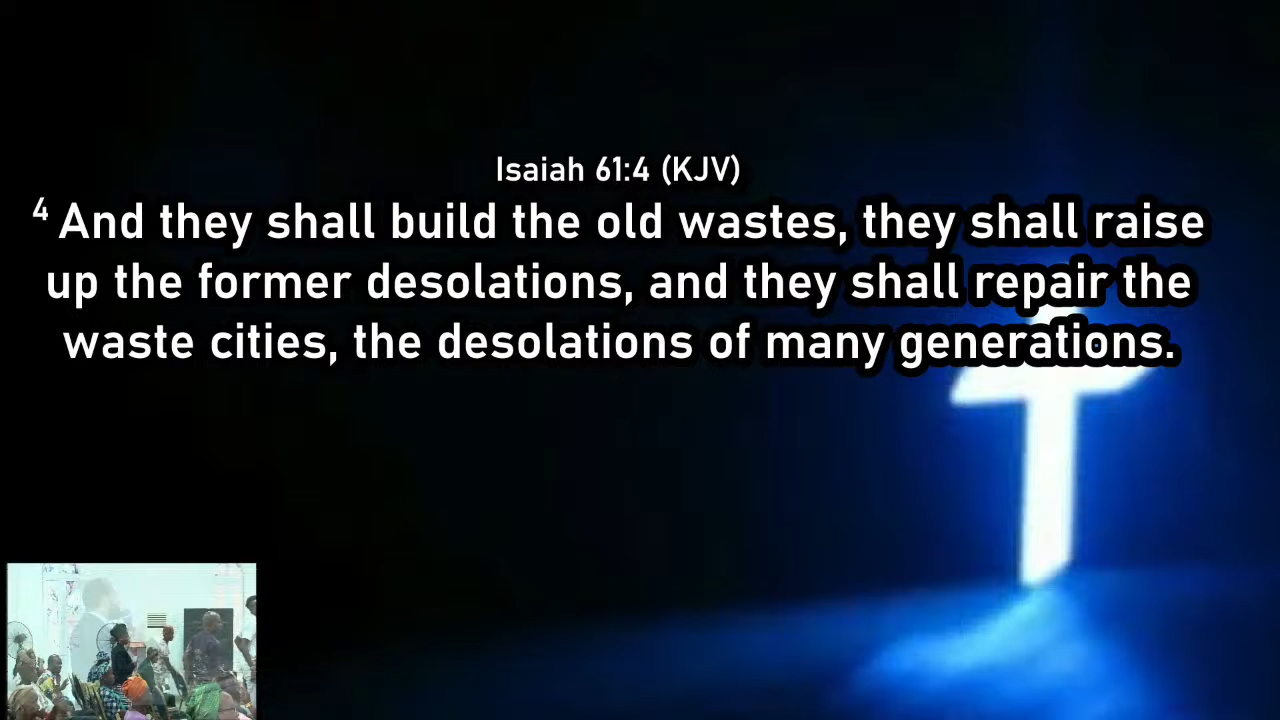 Isaiah 61:4 (KJV)
4 And they shall build the old wastes, they shall raise
up the former desolations, and they shall repair the
waste cities, the desolations of many generations.